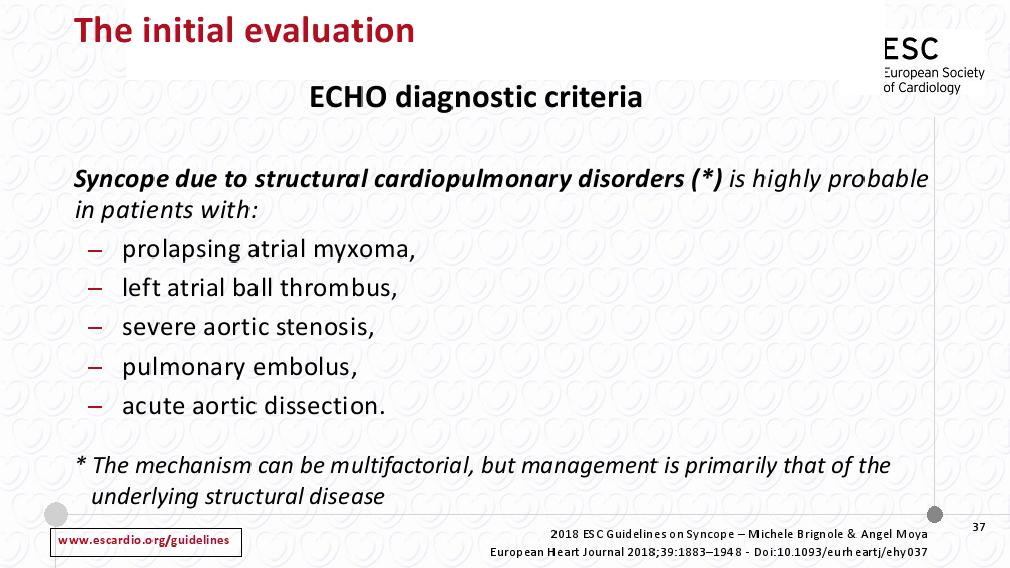 The initial evaluation
ESC
European Society
of Cardiology
ECHO diagnostic criteria
Syncope due to structural cardiopulmonary disorders (*) is highly probable
in patients with:
– prolapsing atrial myxoma,
– left atrial ball thrombus,
– severe aortic stenosis,
– pulmonary embolus,
– acute aortic dissection.
* The mechanism can be multifactorial, but management is primarily that of the
underlying structural disease
www.escardio.org/guidelines
2018 ESC Guidelines on Syncope – Michele Brignole & Angel Moya
European Heart Journal 2018;39:1883–1948 - Doi:10.1093/eurheartj/ehy037
37